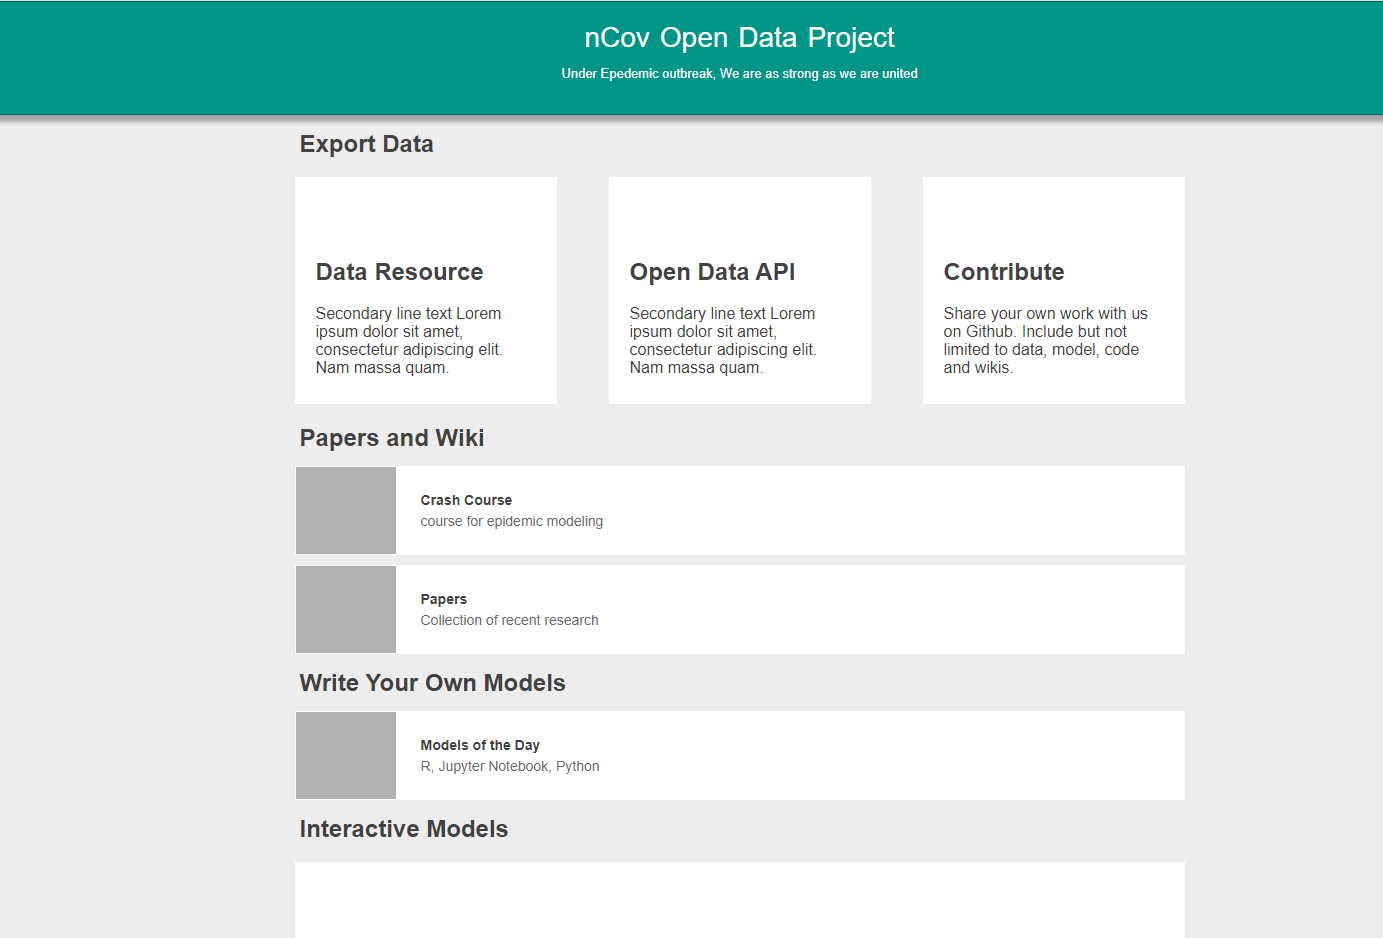 nCov Open Data Project
Under Epedemic outbreak, We are as strong as we are united
Export Data
Data Resource
Secondary line text Lorem
ipsum dolor sit amet,
consectetur adipiscing elit.
Nam massa quam.
Open Data API
Secondary line text Lorem
ipsum dolor sit amet,
consectetur adipiscing elit.
Nam massa quam.
Contribute
Share your own work with us
on Github. Include but not
limited to data, model, code
and wikis.
Papers and Wiki
Crash Course
course for epidemic modeling
Papers
Collection of recent research
Write Your Own Models
Models of the Day
R, Jupyter Notebook, Python
Interactive Models